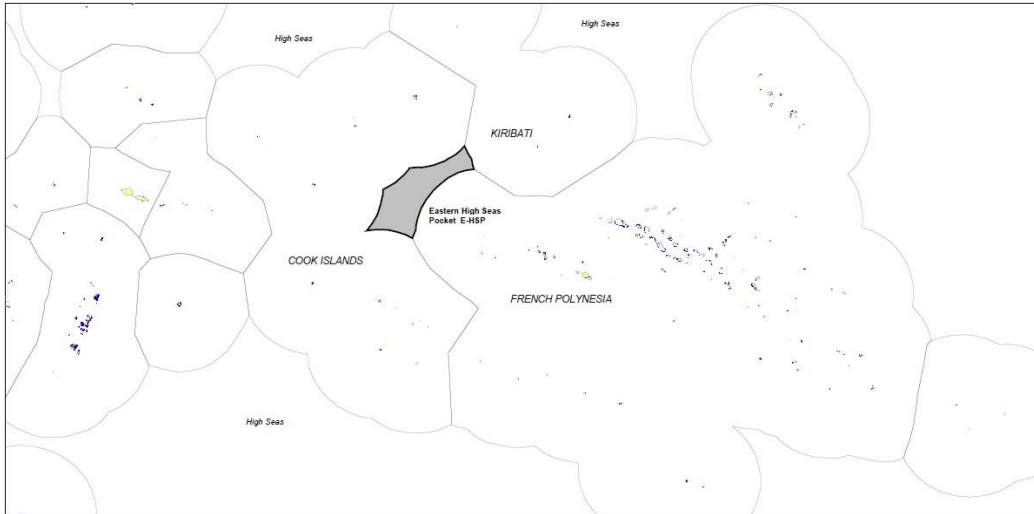 High Seas
High Seas
KIRIBATI
Eastern High Seas
Pocket E-HSP
COOK ISLANDS
FRENCH POLYNESIA
High Seas